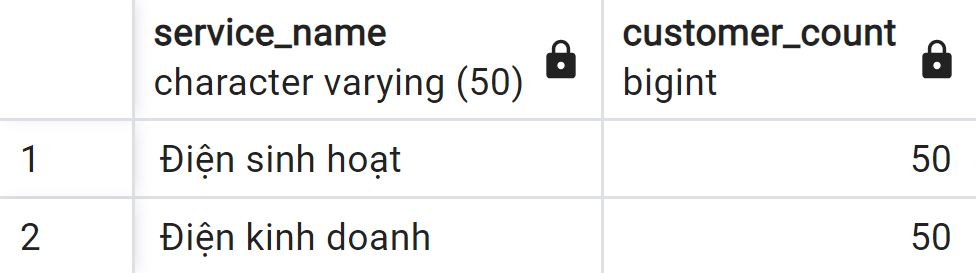 service_name customer_count
character varying (50) bigint
1 Điện sinh hoạt 50
2 Điện kinh doanh 50